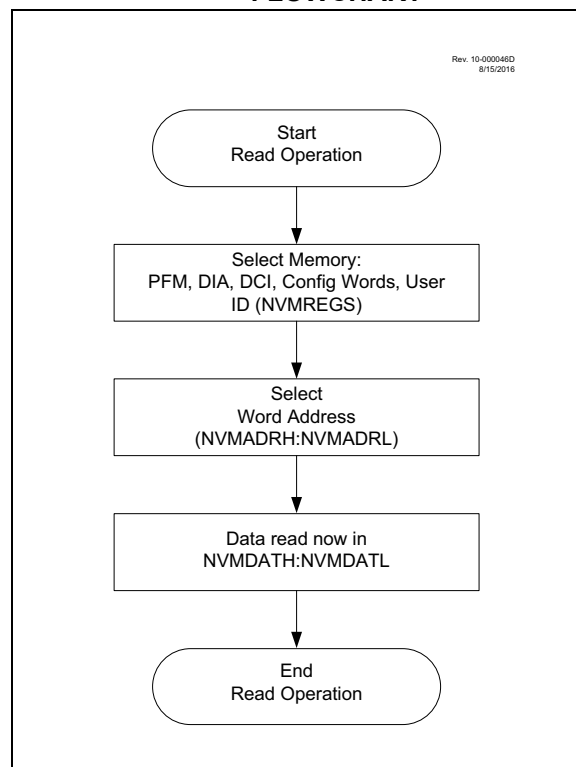 Rev. 10-000046D
8/15/2016
Start
Read Operation
Select Memory:
PFM, DIA, DCI, Config Words, User
ID (NVMREGS)
Select
Word Address
(NVMADRH:NVMADRL)
Data read now in
NVMDATH:NVMDATL
End
Read Operation